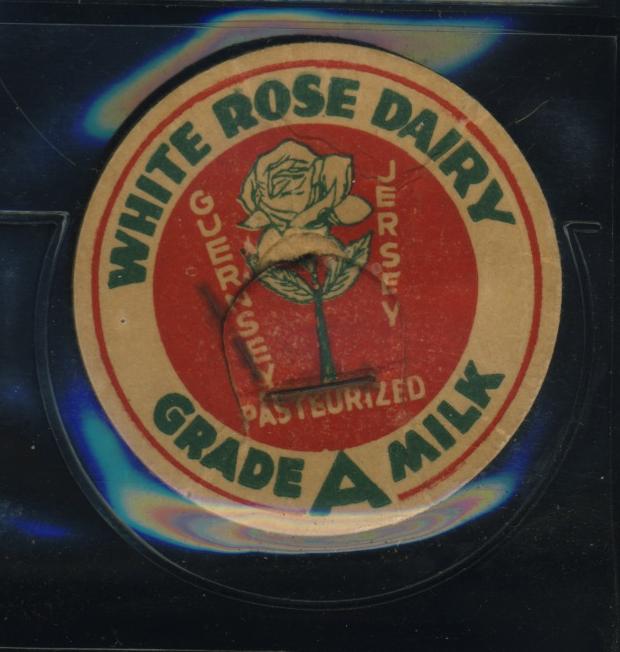 WHITE ROSE DAIRY
GUERNSEY
JERSEY
PASTEURIZED
GRADE A MILK